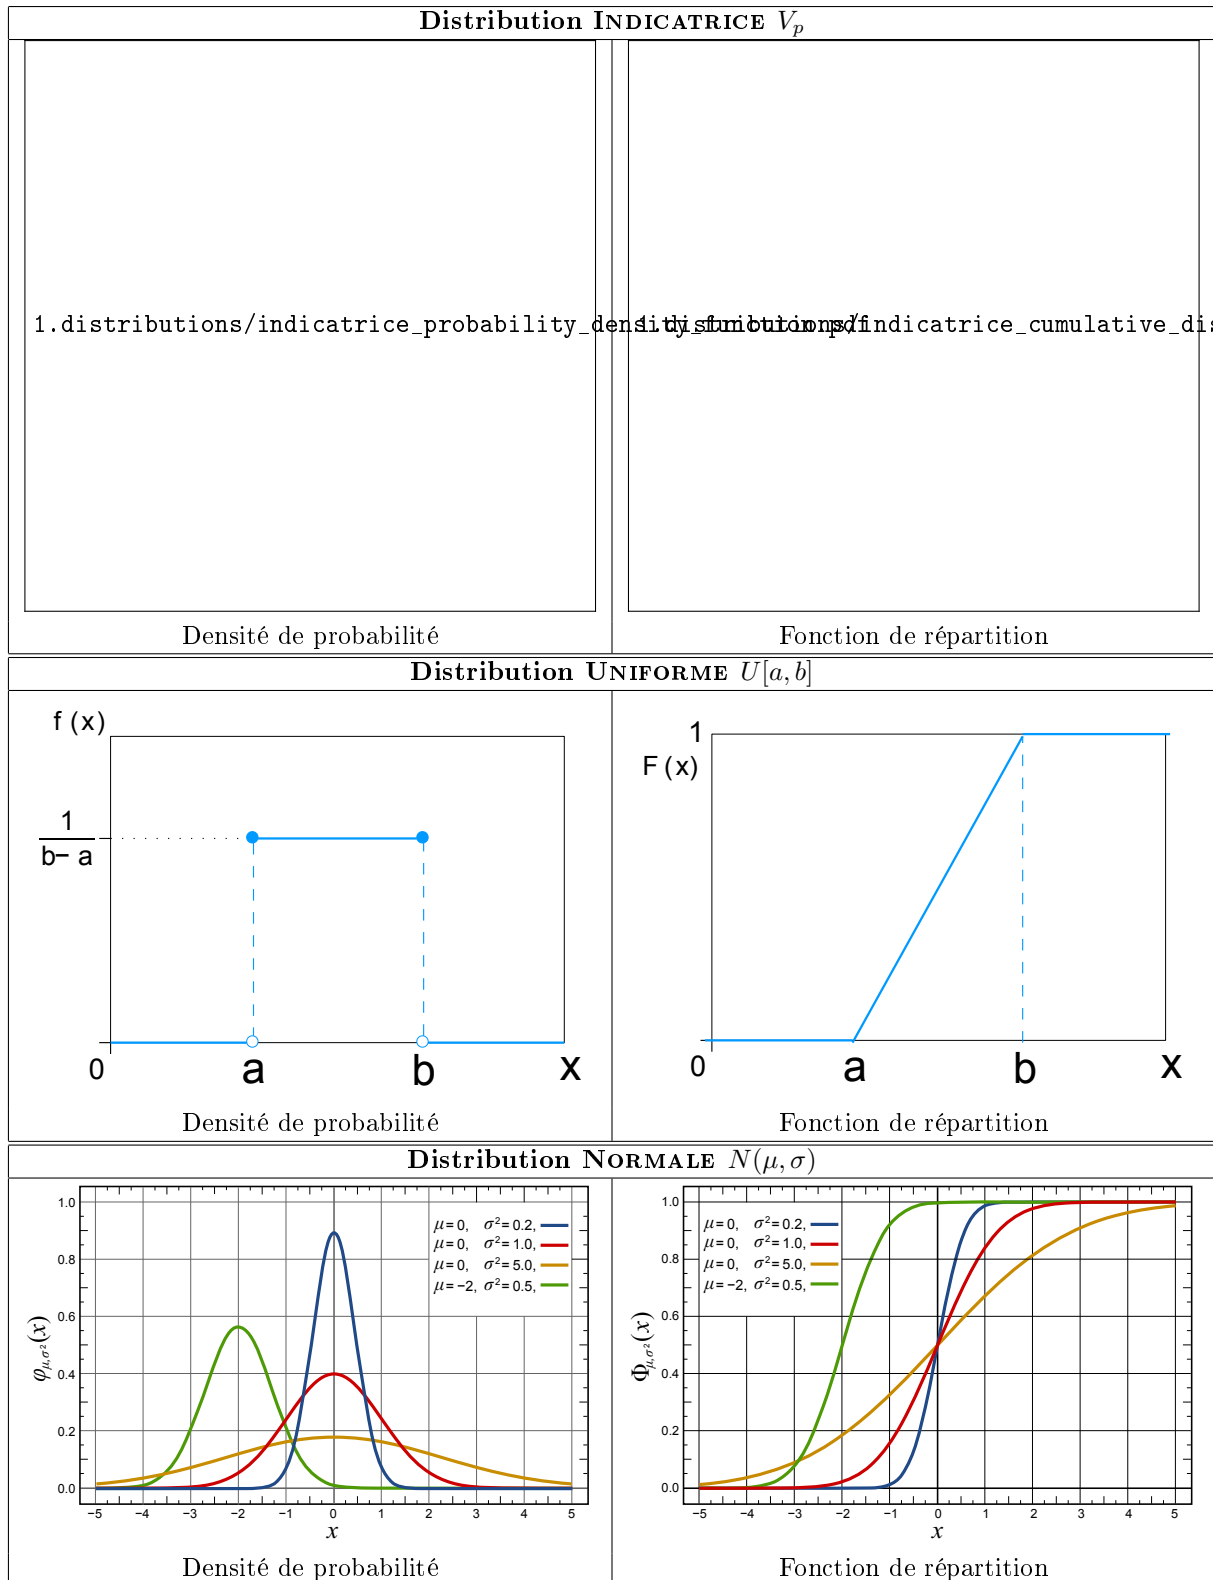 Distribution INDICATRICE Vp
1.distributions/indicatrice_probability_density_function.pdf
1.distributions/indicatrice_cumulative_dis
Densité de probabilité
Fonction de répartition
Distribution UNIFORME U[a, b]
f (x)
1
b− a
0
a
b
x
1
F (x)
0
a
b
x
Densité de probabilité
Fonction de répartition
Distribution NORMALE N(μ, σ)
φμ,σ²(x)
1.0
0.8
0.6
0.4
0.2
0.0
μ=0, σ²=0.2,
μ=0, σ²=1.0,
μ=0, σ²=5.0,
μ=−2, σ²=0.5,
−5 −4 −3 −2 −1 0 1 2 3 4 5
x
Φμ,σ²(x)
1.0
0.8
0.6
0.4
0.2
0.0
μ=0, σ²=0.2,
μ=0, σ²=1.0,
μ=0, σ²=5.0,
μ=−2, σ²=0.5,
−5 −4 −3 −2 −1 0 1 2 3 4 5
x
Densité de probabilité
Fonction de répartition